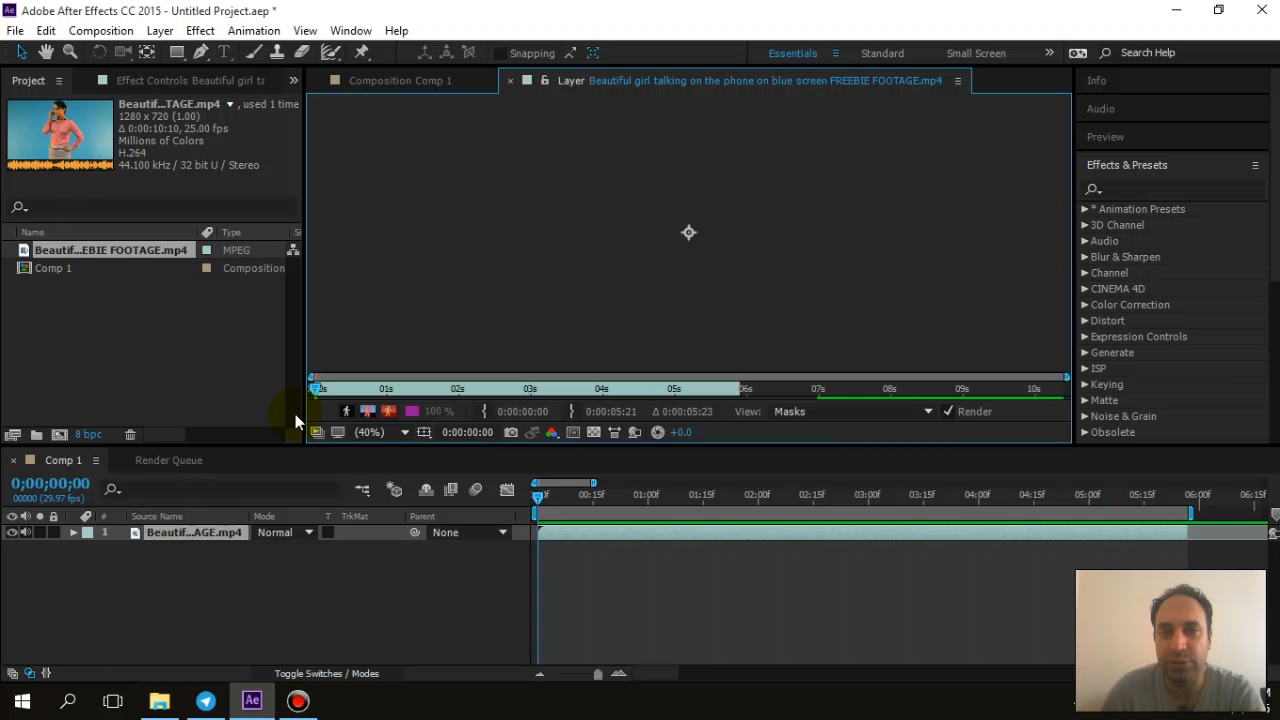 Adobe After Effects CC 2015 - Untitled Project.aep *
File Edit Composition Layer Effect Animation View Window Help
Snapping
Essentials Standard Small Screen Search Help
Project Effect Controls Beautiful girl ta
Composition Comp 1 Layer Beautiful girl talking on the phone on blue screen FREEBIE FOOTAGE.mp4
Beautif...TAGE.mp4 , used 1 time
1280 x 720 (1.00)
Δ 0:00:10:10, 25.00 fps
Millions of Colors
H.264
44.100 kHz / 32 bit U / Stereo
Name Type
Beautif...EBIE FOOTAGE.mp4 MPEG
Comp 1 Composition
8 bpc
01s 02s 03s 04s 05s 06s 07s 08s 09s 10s
100 % 0:00:00:00 0:00:05:21 Δ 0:00:05:23 View: Masks Render
(40%) 0:00:00:00 +0.0
Info
Audio
Preview
Effects & Presets
* Animation Presets
3D Channel
Audio
Blur & Sharpen
Channel
CINEMA 4D
Color Correction
Distort
Expression Controls
Generate
ISP
Keying
Matte
Noise & Grain
Obsolete
Comp 1 Render Queue
0;00;00;00
00000 (29.97 fps)
00:15f 01:00f 01:15f 02:00f 02:15f 03:00f 03:15f 04:00f 04:15f 05:00f 05:15f 06:00f 06:15f
# Source Name Mode T TrkMat Parent
1 Beautif...AGE.mp4 Normal None
Toggle Switches / Modes